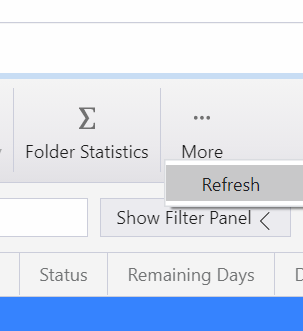 Σ
...
Folder Statistics
More
Refresh
Show Filter Panel
Status
Remaining Days